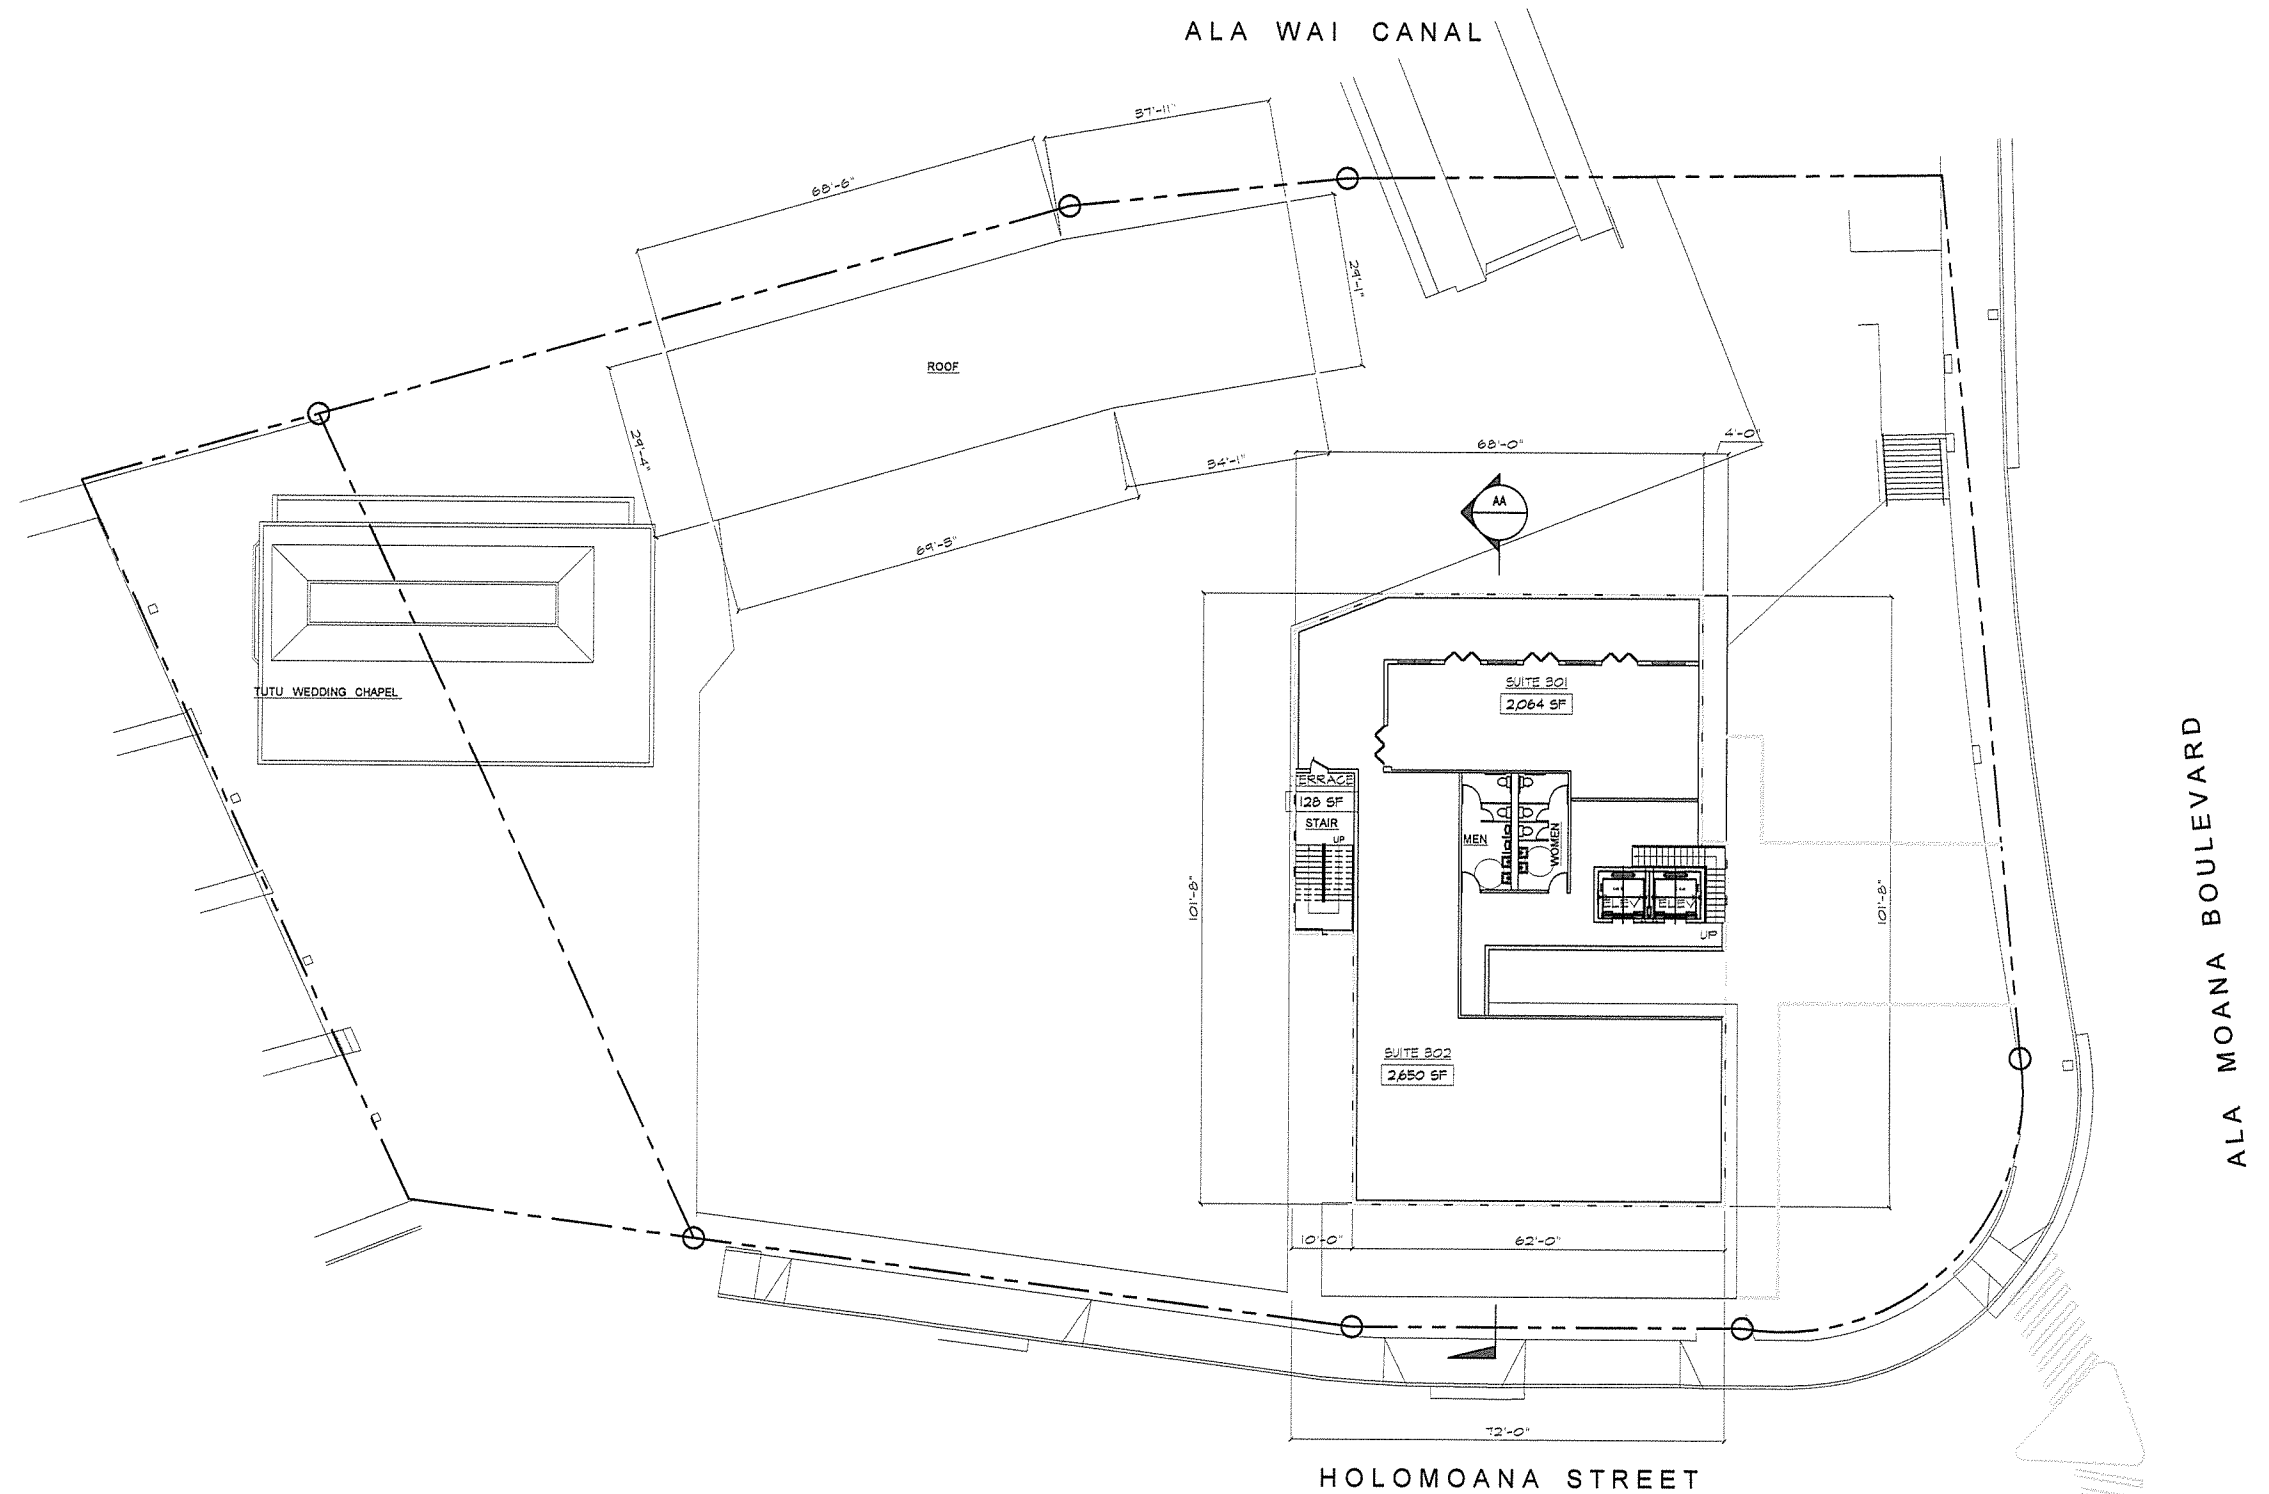 ALA WAI CANAL
37'-11"
68'-6"
29'-1"
ROOF
29'-4"
68'-0"
4'-0"
34'-1"
AA
69'-5"
SUITE 301
2,064 SF
TUTU WEDDING CHAPEL
TERRACE
128 SF
STAIR
UP
MEN
WOMEN
101'-8"
ELEV
ELEV
101'-8"
UP
ALA MOANA BOULEVARD
SUITE 302
2,650 SF
10'-0"
62'-0"
72'-0"
HOLOMOANA STREET